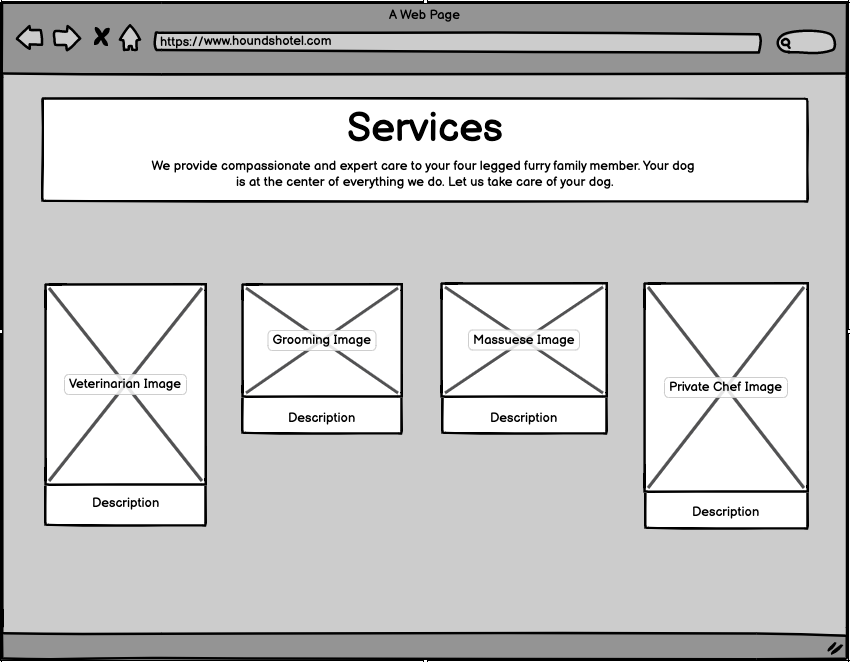 A Web Page
https://www.houndshotel.com
Services
We provide compassionate and expert care to your four legged furry family member. Your dog
is at the center of everything we do. Let us take care of your dog.
Veterinarian Image
Description
Grooming Image
Description
Massuese Image
Description
Private Chef Image
Description